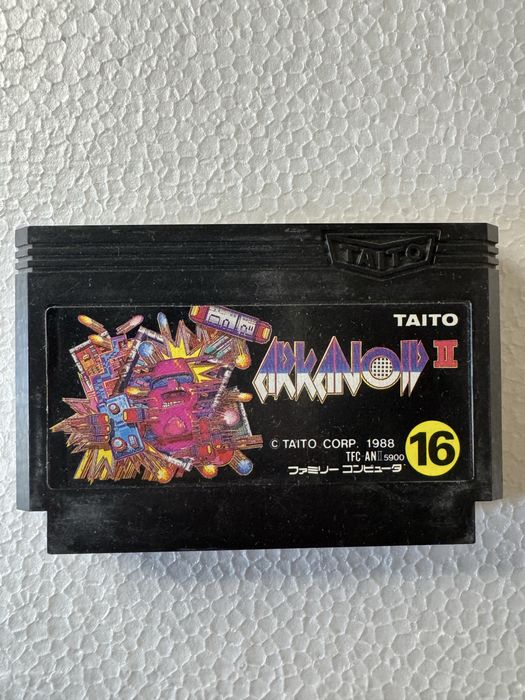 TAITO
TAITO
ARKANOID II
© TAITO CORP. 1988
TFC ANII 5900
ファミリー コンピュータ
16